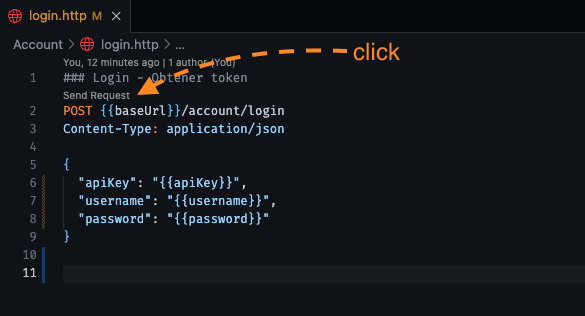 login.http M
Account > login.http > ...
You, 12 minutes ago | 1 author (You)
click
1 ### Login - Obtener token
Send Request
2 POST {{baseUrl}}/account/login
3 Content-Type: application/json
4
5 {
6 "apiKey": "{{apiKey}}",
7 "username": "{{username}}",
8 "password": "{{password}}"
9 }
10
11